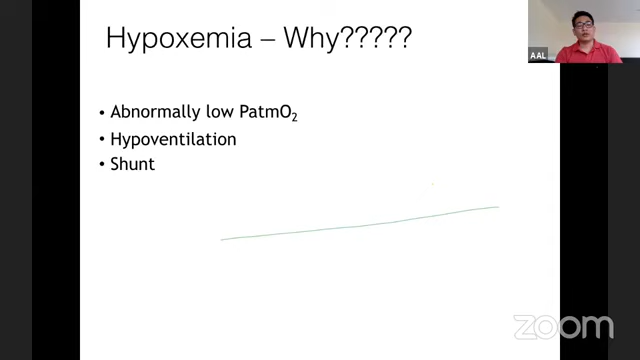 Hypoxemia – Why?????
AAL
• Abnormally low PatmO₂
• Hypoventilation
• Shunt
zoom